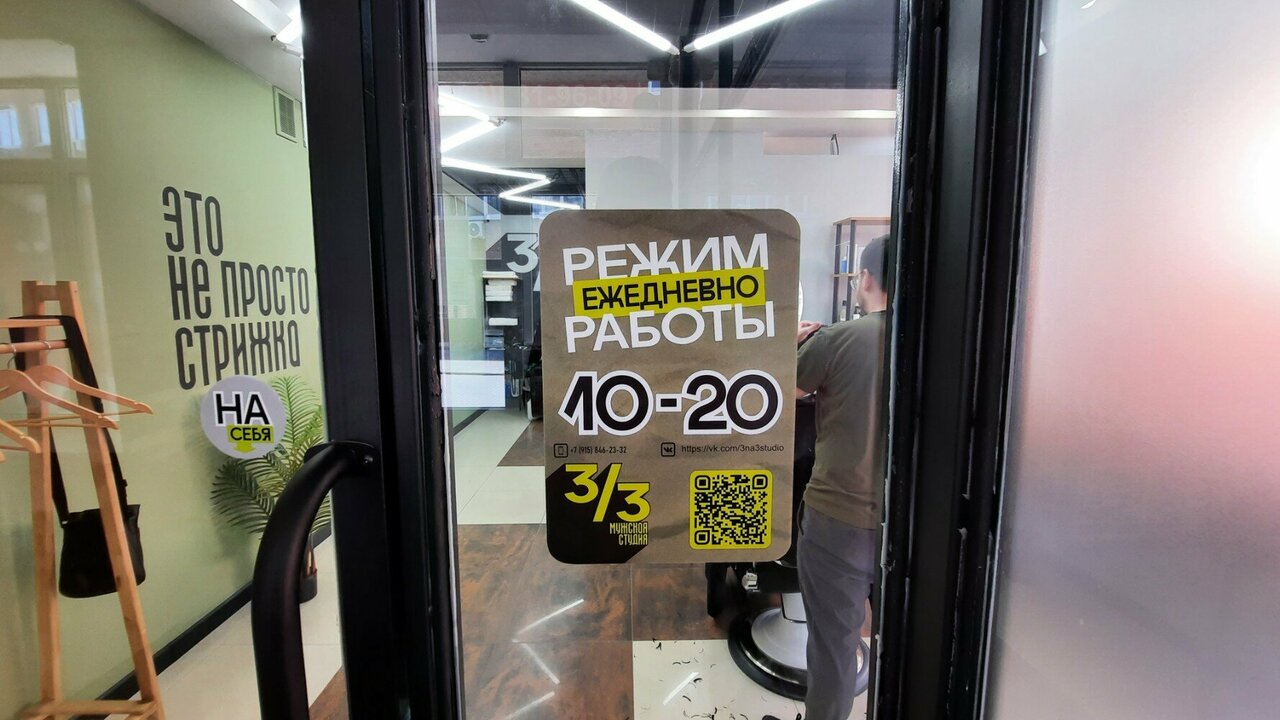 ЭТО
НЕ ПРОСТО
СТРИЖКА
НА
СЕБЯ
3/
РЕЖИМ
ЕЖЕДНЕВНО
РАБОТЫ
10-20
+7 (915) 846-23-32
https://vk.com/3na3studio
3/3
МУЖСКАЯ
СТУДИЯ